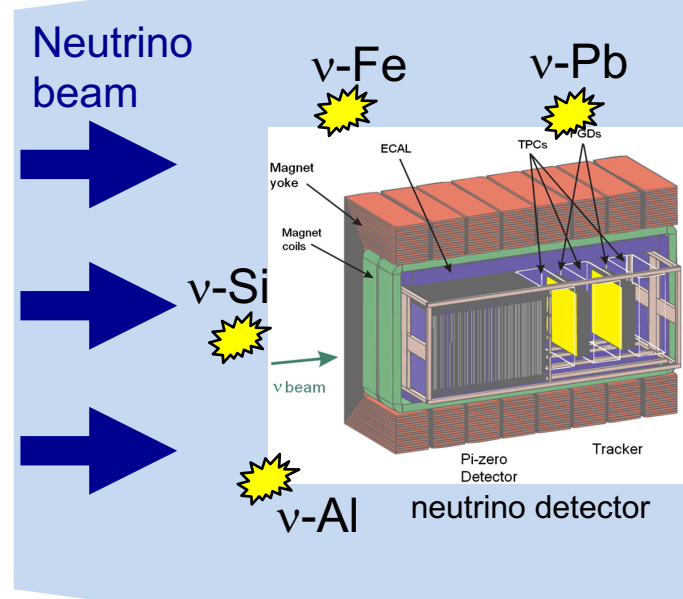 Neutrino
beam
ν-Fe
ν-Pb
ECAL
TPCs
FGDs
Magnet
yoke
Magnet
coils
ν-Si
ν beam
Pi-zero
Detector
Tracker
ν-Al
neutrino detector